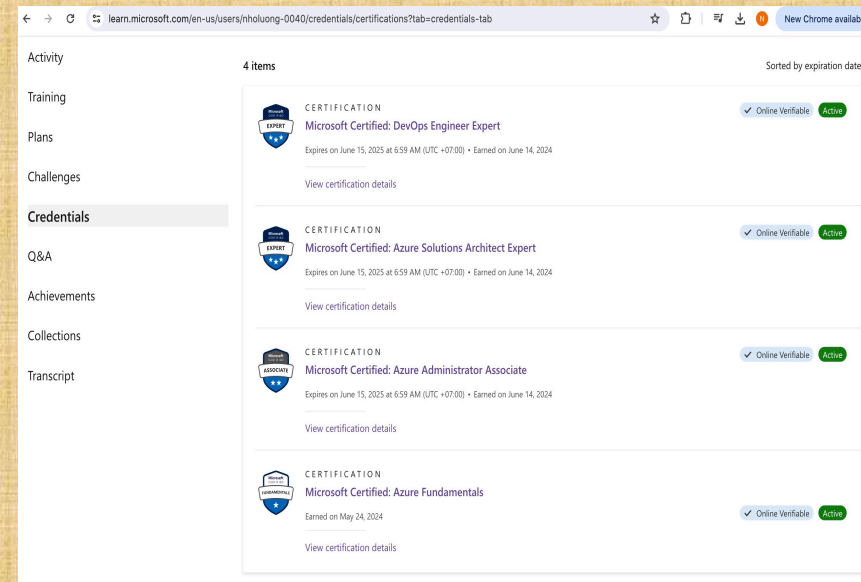 learn.microsoft.com/en-us/users/nholuong-0040/credentials/certifications?tab=credentials-tab
N
New Chrome availab
Activity
Training
Plans
Challenges
Credentials
Q&A
Achievements
Collections
Transcript
4 items
Sorted by expiration date
EXPERT
CERTIFICATION
Microsoft Certified: DevOps Engineer Expert
Expires on June 15, 2025 at 6:59 AM (UTC +07:00) • Earned on June 14, 2024
View certification details
Online Verifiable
Active
EXPERT
CERTIFICATION
Microsoft Certified: Azure Solutions Architect Expert
Expires on June 15, 2025 at 6:59 AM (UTC +07:00) • Earned on June 14, 2024
View certification details
Online Verifiable
Active
ASSOCIATE
CERTIFICATION
Microsoft Certified: Azure Administrator Associate
Expires on June 15, 2025 at 6:59 AM (UTC +07:00) • Earned on June 14, 2024
View certification details
Online Verifiable
Active
FUNDAMENTALS
CERTIFICATION
Microsoft Certified: Azure Fundamentals
Earned on May 24, 2024
View certification details
Online Verifiable
Active